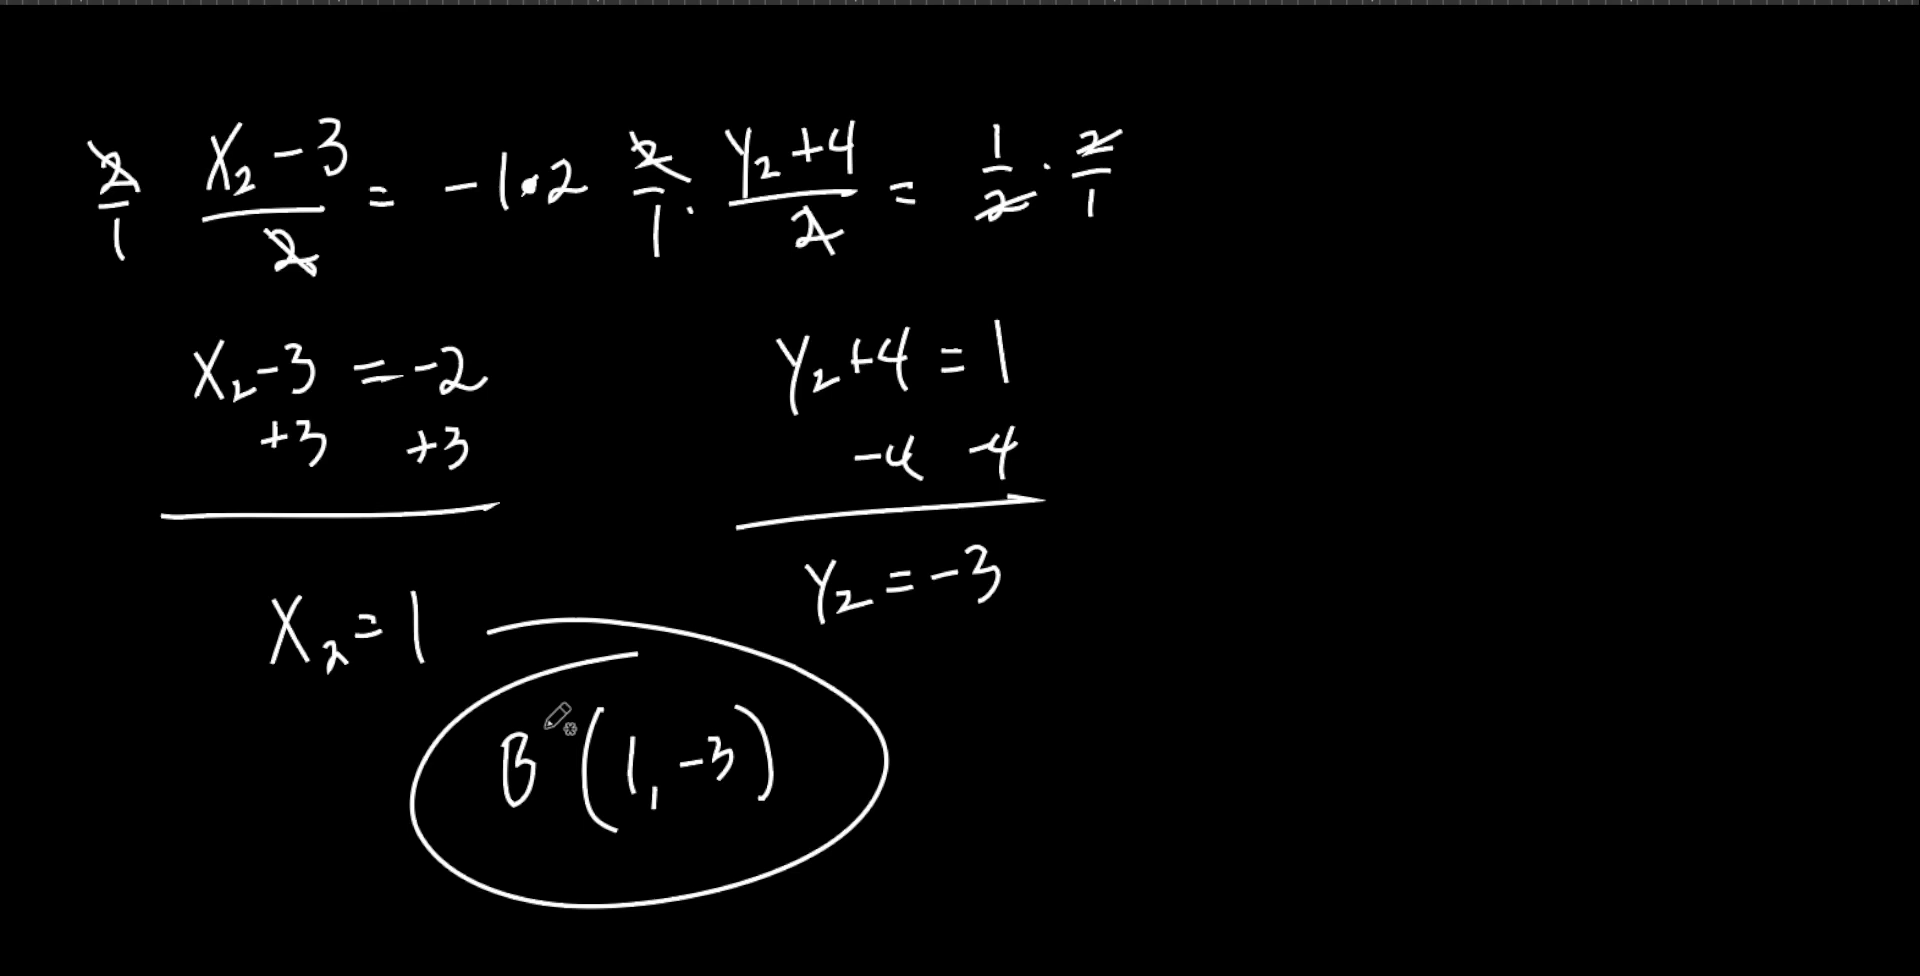 2/1 X₂-3/2 = -1•2 2/1 · Y₂+4/2 = 1/2 · 2/1
X₂-3 = -2 Y₂+4 = 1
+3 +3 -4 -4
X₂ = 1 Y₂ = -3
B (1, -3)